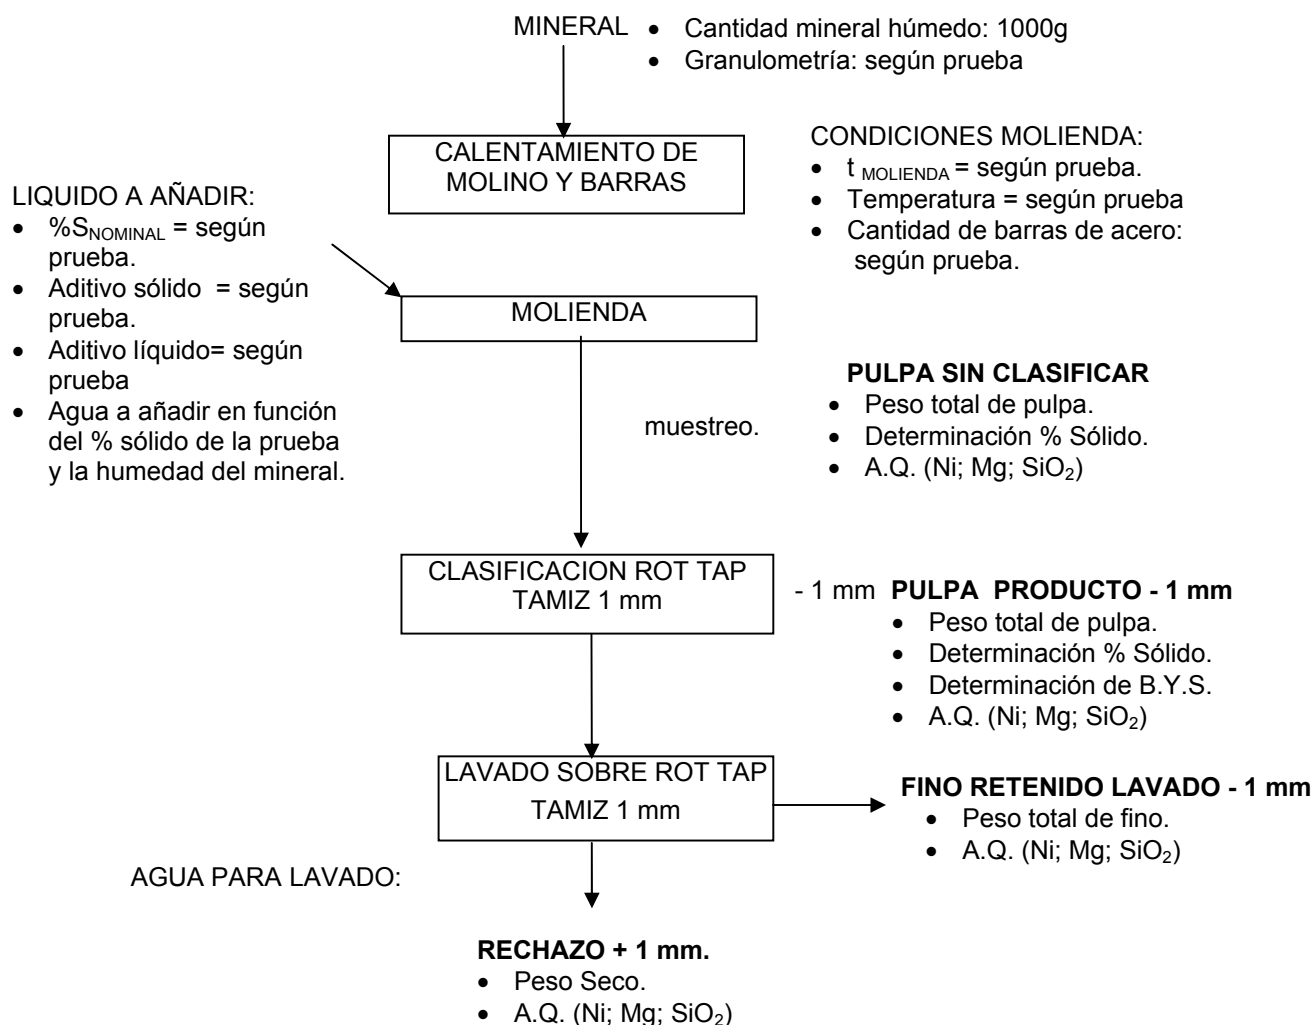 MINERAL
• Cantidad mineral húmedo: 1000g
• Granulometría: según prueba
CALENTAMIENTO DE
MOLINO Y BARRAS
CONDICIONES MOLIENDA:
• t MOLIENDA = según prueba.
• Temperatura = según prueba
• Cantidad de barras de acero:
según prueba.
LIQUIDO A AÑADIR:
• %SNOMINAL = según
prueba.
• Aditivo sólido = según
prueba.
• Aditivo líquido= según
prueba
• Agua a añadir en función
del % sólido de la prueba
y la humedad del mineral.
MOLIENDA
muestreo.
PULPA SIN CLASIFICAR
• Peso total de pulpa.
• Determinación % Sólido.
• A.Q. (Ni; Mg; SiO2)
CLASIFICACION ROT TAP
TAMIZ 1 mm
- 1 mm PULPA PRODUCTO - 1 mm
• Peso total de pulpa.
• Determinación % Sólido.
• Determinación de B.Y.S.
• A.Q. (Ni; Mg; SiO2)
LAVADO SOBRE ROT TAP
TAMIZ 1 mm
FINO RETENIDO LAVADO - 1 mm
• Peso total de fino.
• A.Q. (Ni; Mg; SiO2)
AGUA PARA LAVADO:
RECHAZO + 1 mm.
• Peso Seco.
• A.Q. (Ni; Mg; SiO2)